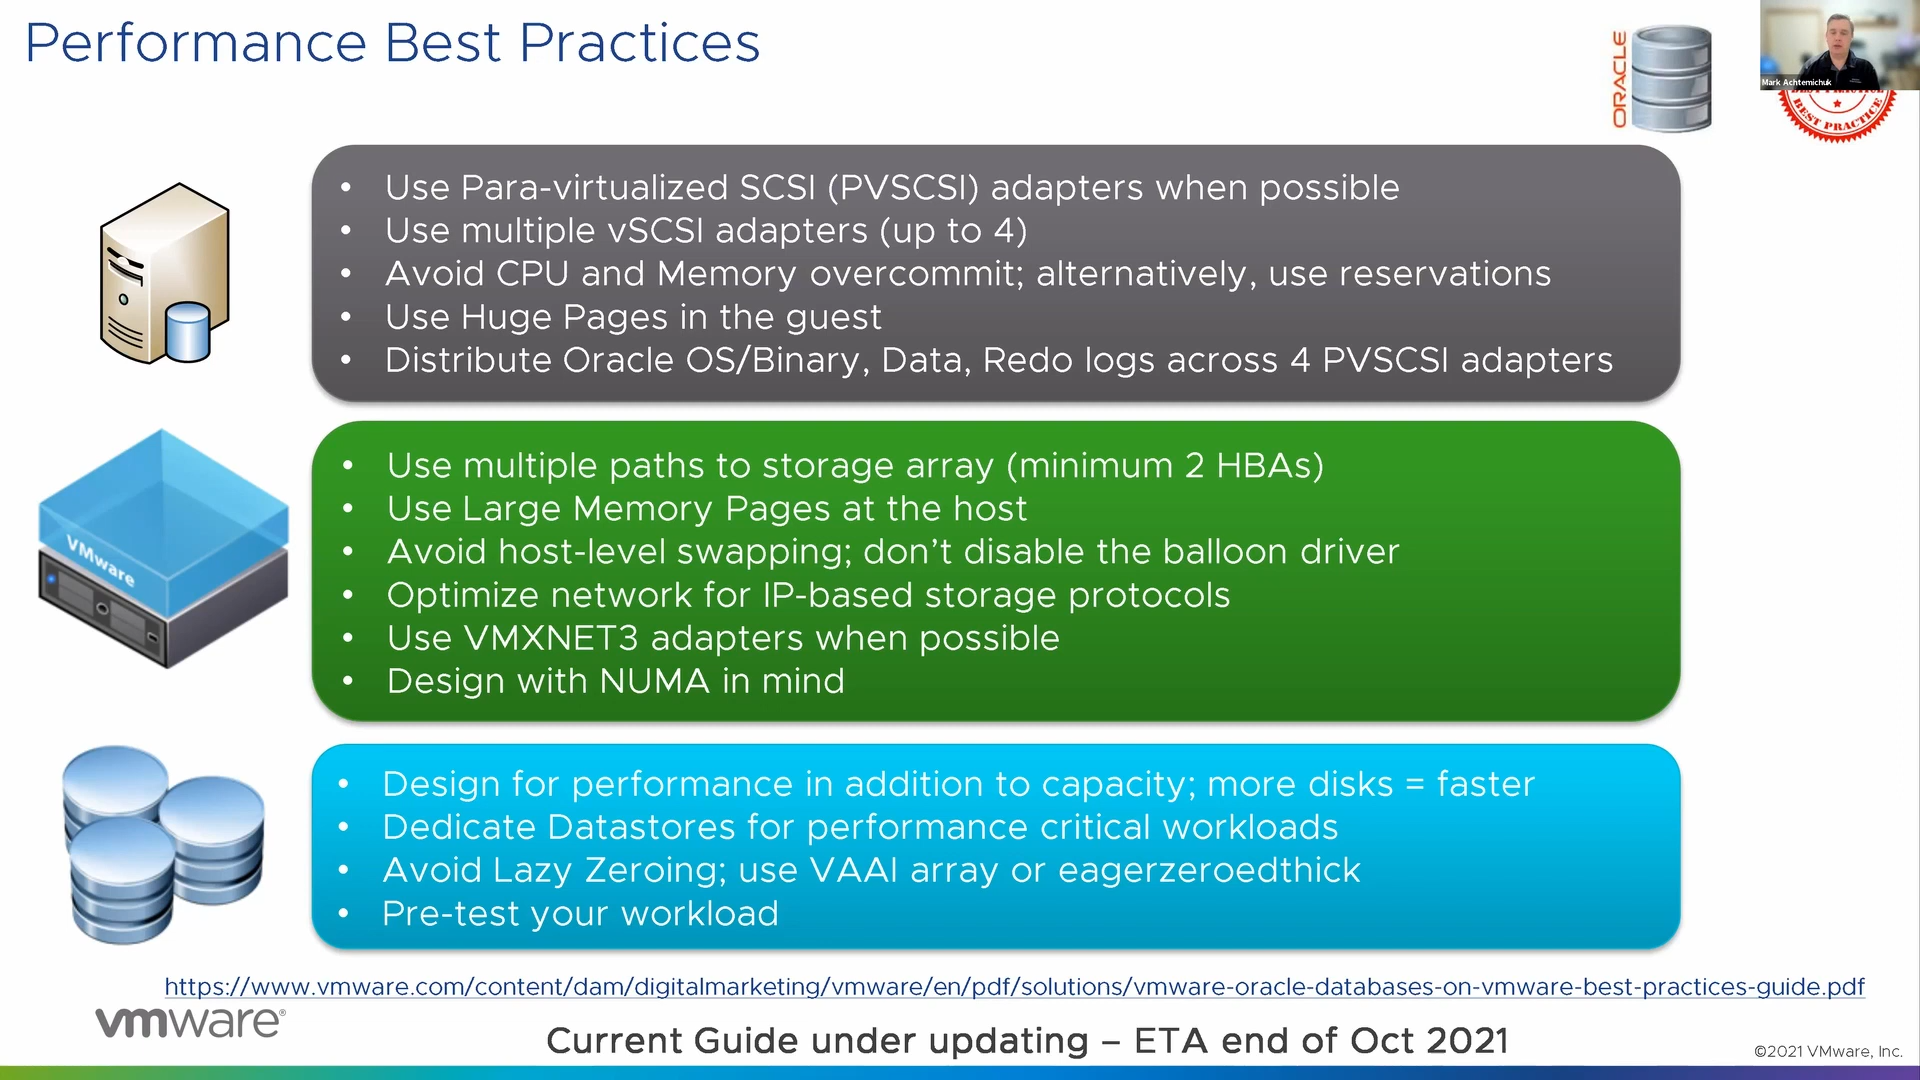 Performance Best Practices
ORACLE
Mark Achtemichuk
BEST PRACTICE
• Use Para-virtualized SCSI (PVSCSI) adapters when possible
• Use multiple vSCSI adapters (up to 4)
• Avoid CPU and Memory overcommit; alternatively, use reservations
• Use Huge Pages in the guest
• Distribute Oracle OS/Binary, Data, Redo logs across 4 PVSCSI adapters
VMware
• Use multiple paths to storage array (minimum 2 HBAs)
• Use Large Memory Pages at the host
• Avoid host-level swapping; don’t disable the balloon driver
• Optimize network for IP-based storage protocols
• Use VMXNET3 adapters when possible
• Design with NUMA in mind
• Design for performance in addition to capacity; more disks = faster
• Dedicate Datastores for performance critical workloads
• Avoid Lazy Zeroing; use VAAI array or eagerzeroedthick
• Pre-test your workload
https://www.vmware.com/content/dam/digitalmarketing/vmware/en/pdf/solutions/vmware-oracle-databases-on-vmware-best-practices-guide.pdf
vmware®
Current Guide under updating – ETA end of Oct 2021
©2021 VMware, Inc.